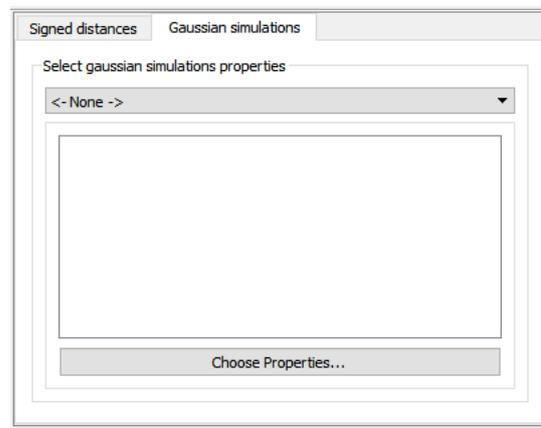 Signed distances
Gaussian simulations
Select gaussian simulations properties
<- None ->
Choose Properties...